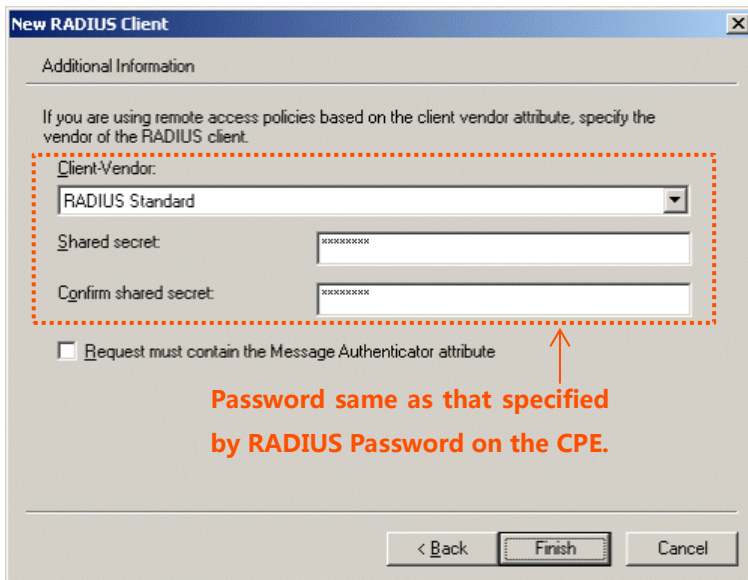 New RADIUS Client
Additional Information
If you are using remote access policies based on the client vendor attribute, specify the
vendor of the RADIUS client.
Client-Vendor:
RADIUS Standard
Shared secret: ××××××××
Confirm shared secret: ××××××××
Request must contain the Message Authenticator attribute
Password same as that specified
by RADIUS Password on the CPE.
< Back Finish Cancel